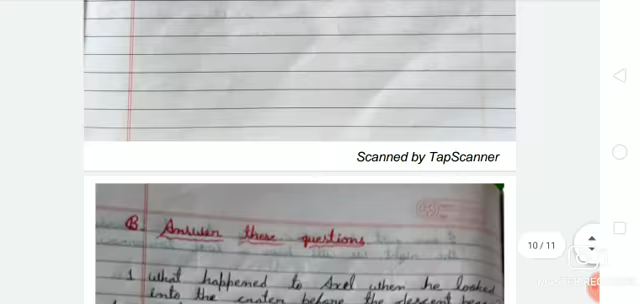 Scanned by TapScanner
B. Answer these questions
10 / 11
1 what happened to Axel when he looked
into the crater before the descent began